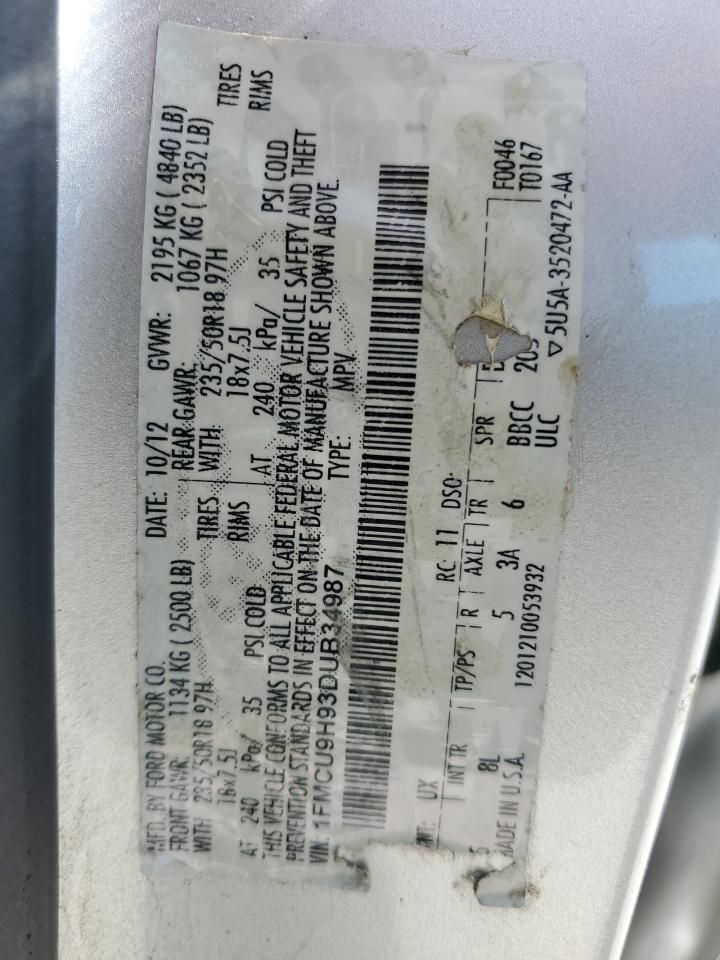 MFD. BY FORD MOTOR CO. DATE: 10/12 GVWR: 2195 KG ( 4840 LB)
FRONT GAWR: 1134 KG ( 2500 LB) REAR GAWR: 1067 KG ( 2352 LB)
WITH 235/50R18 97H TIRES WITH 235/50R18 97H TIRES
18x7.5J RIMS 18x7.5J RIMS
AT 240 kPa/ 35 PSI COLD AT 240 kPa/ 35 PSI COLD
THIS VEHICLE CONFORMS TO ALL APPLICABLE FEDERAL MOTOR VEHICLE SAFETY AND THEFT
PREVENTION STANDARDS IN EFFECT ON THE DATE OF MANUFACTURE SHOWN ABOVE.
VIN: 1FMCU9H93DUB34987 TYPE: MPV
UX RC: 11 DSO: F0046
T0167
INT TR TP/PS R AXLE TR SPR
8L 5 3A 6 BBCC
MADE IN U.S.A. 1201210053932 ULC ▽5U5A-3520472-AA